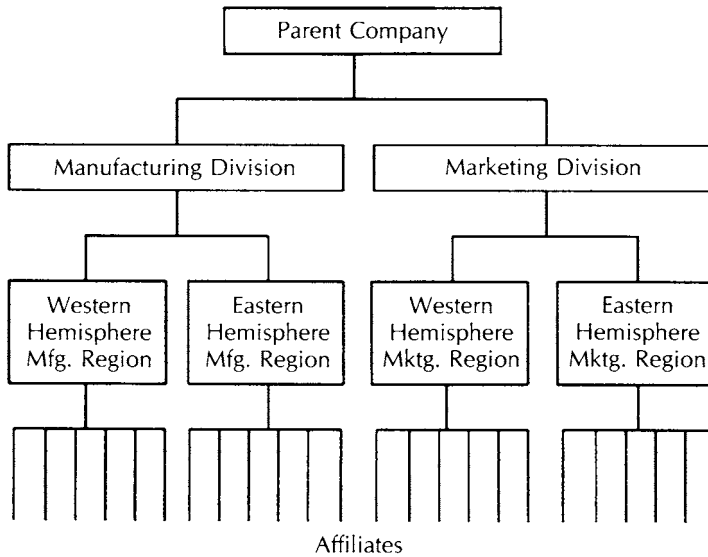 Parent Company
Manufacturing Division
Marketing Division
Western
Hemisphere
Mfg. Region
Eastern
Hemisphere
Mfg. Region
Western
Hemisphere
Mktg. Region
Eastern
Hemisphere
Mktg. Region
Affiliates